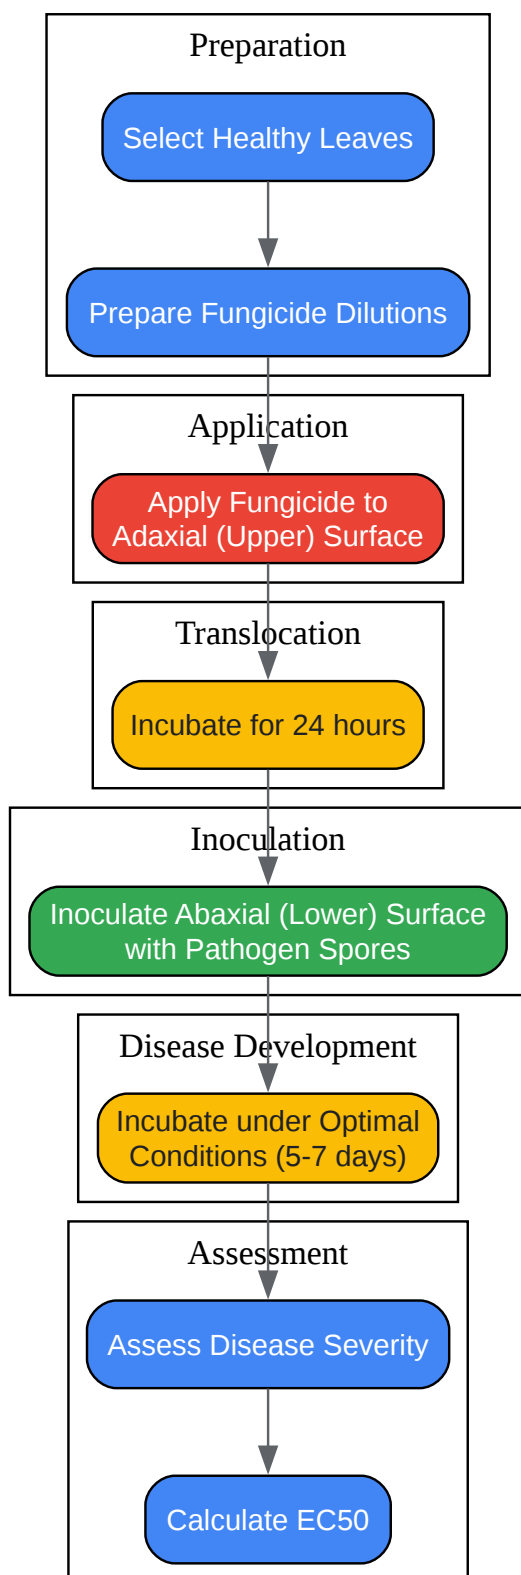 Preparation
Select Healthy Leaves
Prepare Fungicide Dilutions
Application
Apply Fungicide to
Adaxial (Upper) Surface
Translocation
Incubate for 24 hours
Inoculation
Inoculate Abaxial (Lower) Surface
with Pathogen Spores
Disease Development
Incubate under Optimal
Conditions (5-7 days)
Assessment
Assess Disease Severity
Calculate EC50